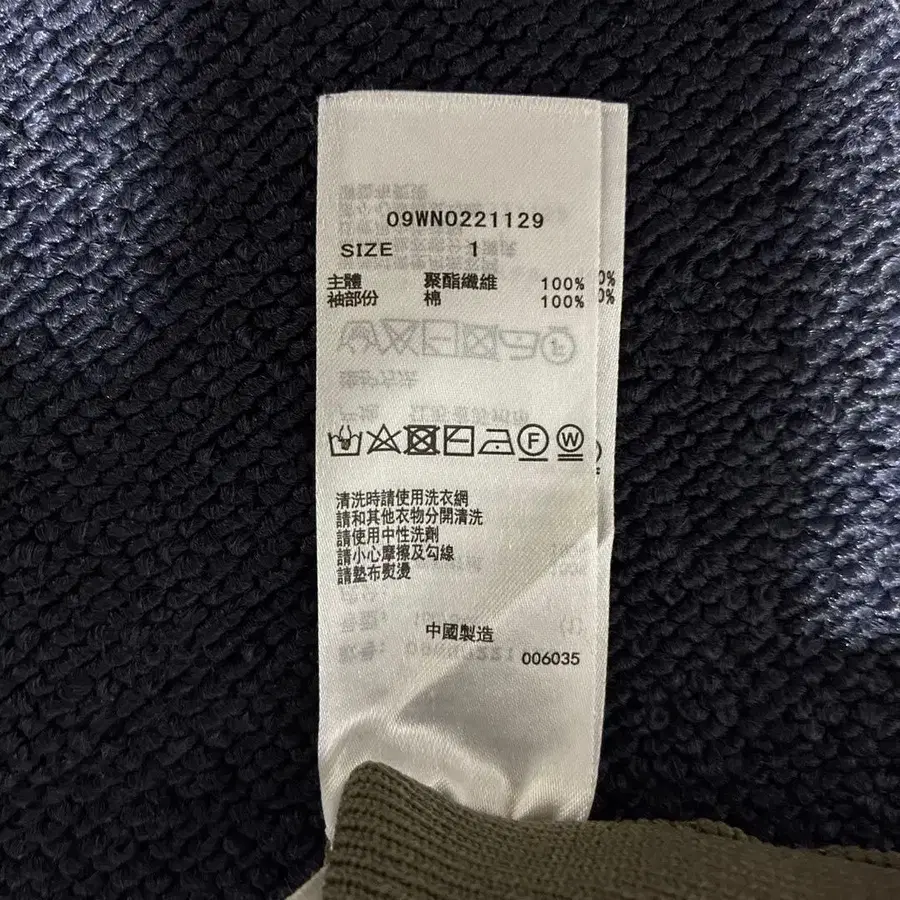 09WNO221129
SIZE 1
主體 聚酯纖維 100%
袖部份 棉 100%
0%
0%
F W
清洗時請使用洗衣網
請和其他衣物分開清洗
請使用中性洗劑
請小心摩擦及勾線
請墊布熨燙
中國製造
006035